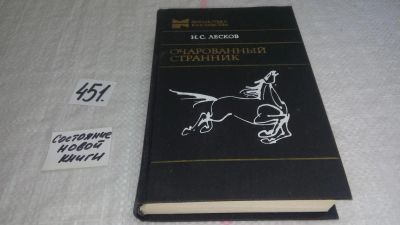 Н.С. ЛЕСКОВ
ОЧАРОВАННЫЙ
СТРАННИК
451.
СОСТОЯНИЕ
НОВОЙ
КНИГИ